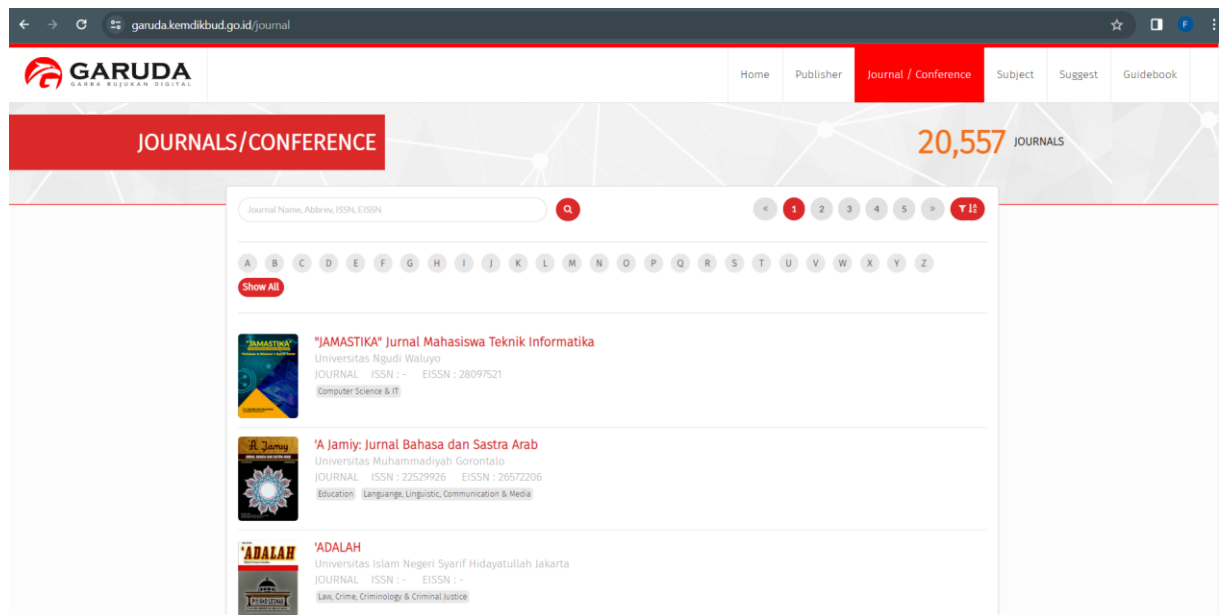 garuda.kemdikbud.go.id/journal
F
GARUDA
GARBA RUJUKAN DIGITAL
Home Publisher Journal / Conference Subject Suggest Guidebook
JOURNALS/CONFERENCE
20,557 JOURNALS
Journal Name, Abbrev, ISSN, EISSN
« 1 2 3 4 5 »
A B C D E F G H I J K L M N O P Q R S T U V W X Y Z
Show All
"JAMASTIKA"
"JAMASTIKA" Jurnal Mahasiswa Teknik Informatika
Universitas Ngudi Waluyo
JOURNAL ISSN : - EISSN : 28097521
Computer Science & IT
'A Jamiy
'A Jamiy: Jurnal Bahasa dan Sastra Arab
Universitas Muhammadiyah Gorontalo
JOURNAL ISSN : 22529926 EISSN : 26572206
Education Languange, Linguistic, Communication & Media
'ADALAH
'ADALAH
Universitas Islam Negeri Syarif Hidayatullah Jakarta
JOURNAL ISSN : - EISSN : -
Law, Crime, Criminology & Criminal Justice